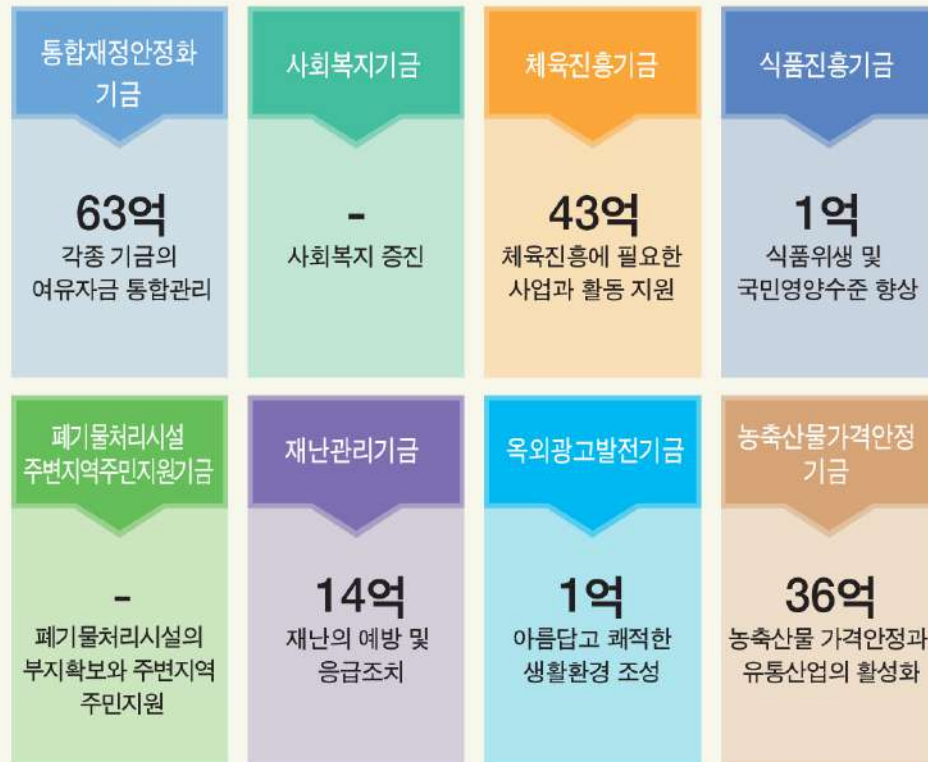 통합재정안정화
기금
63억
각종 기금의
여유자금 통합관리
사회복지기금
-
사회복지 증진
체육진흥기금
43억
체육진흥에 필요한
사업과 활동 지원
식품진흥기금
1억
식품위생 및
국민영양수준 향상
폐기물처리시설
주변지역주민지원기금
-
폐기물처리시설의
부지확보와 주변지역
주민지원
재난관리기금
14억
재난의 예방 및
응급조치
옥외광고발전기금
1억
아름답고 쾌적한
생활환경 조성
농축산물가격안정
기금
36억
농축산물 가격안정과
유통산업의 활성화